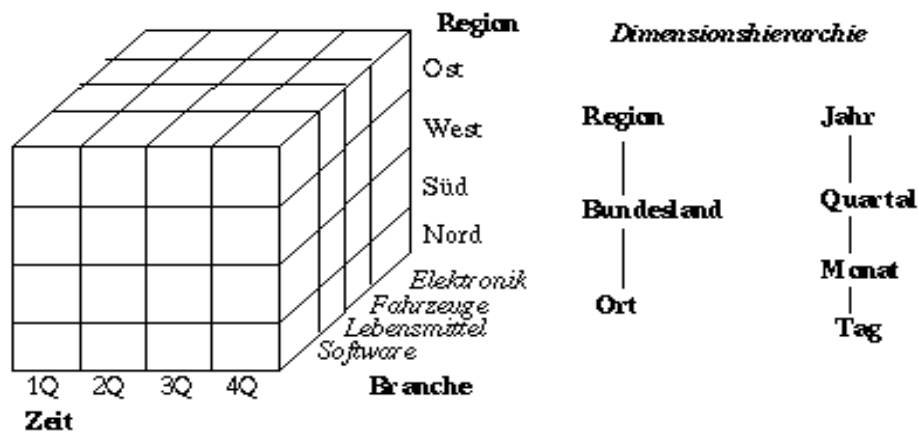 Region
Ost
West
Süd
Nord
Elektronik
Fahrzeuge
Lebensmittel
Software
1Q 2Q 3Q 4Q
Branche
Zeit
Dimensionshierarchie
Region
Bundesland
Ort
Jahr
Quartal
Monat
Tag